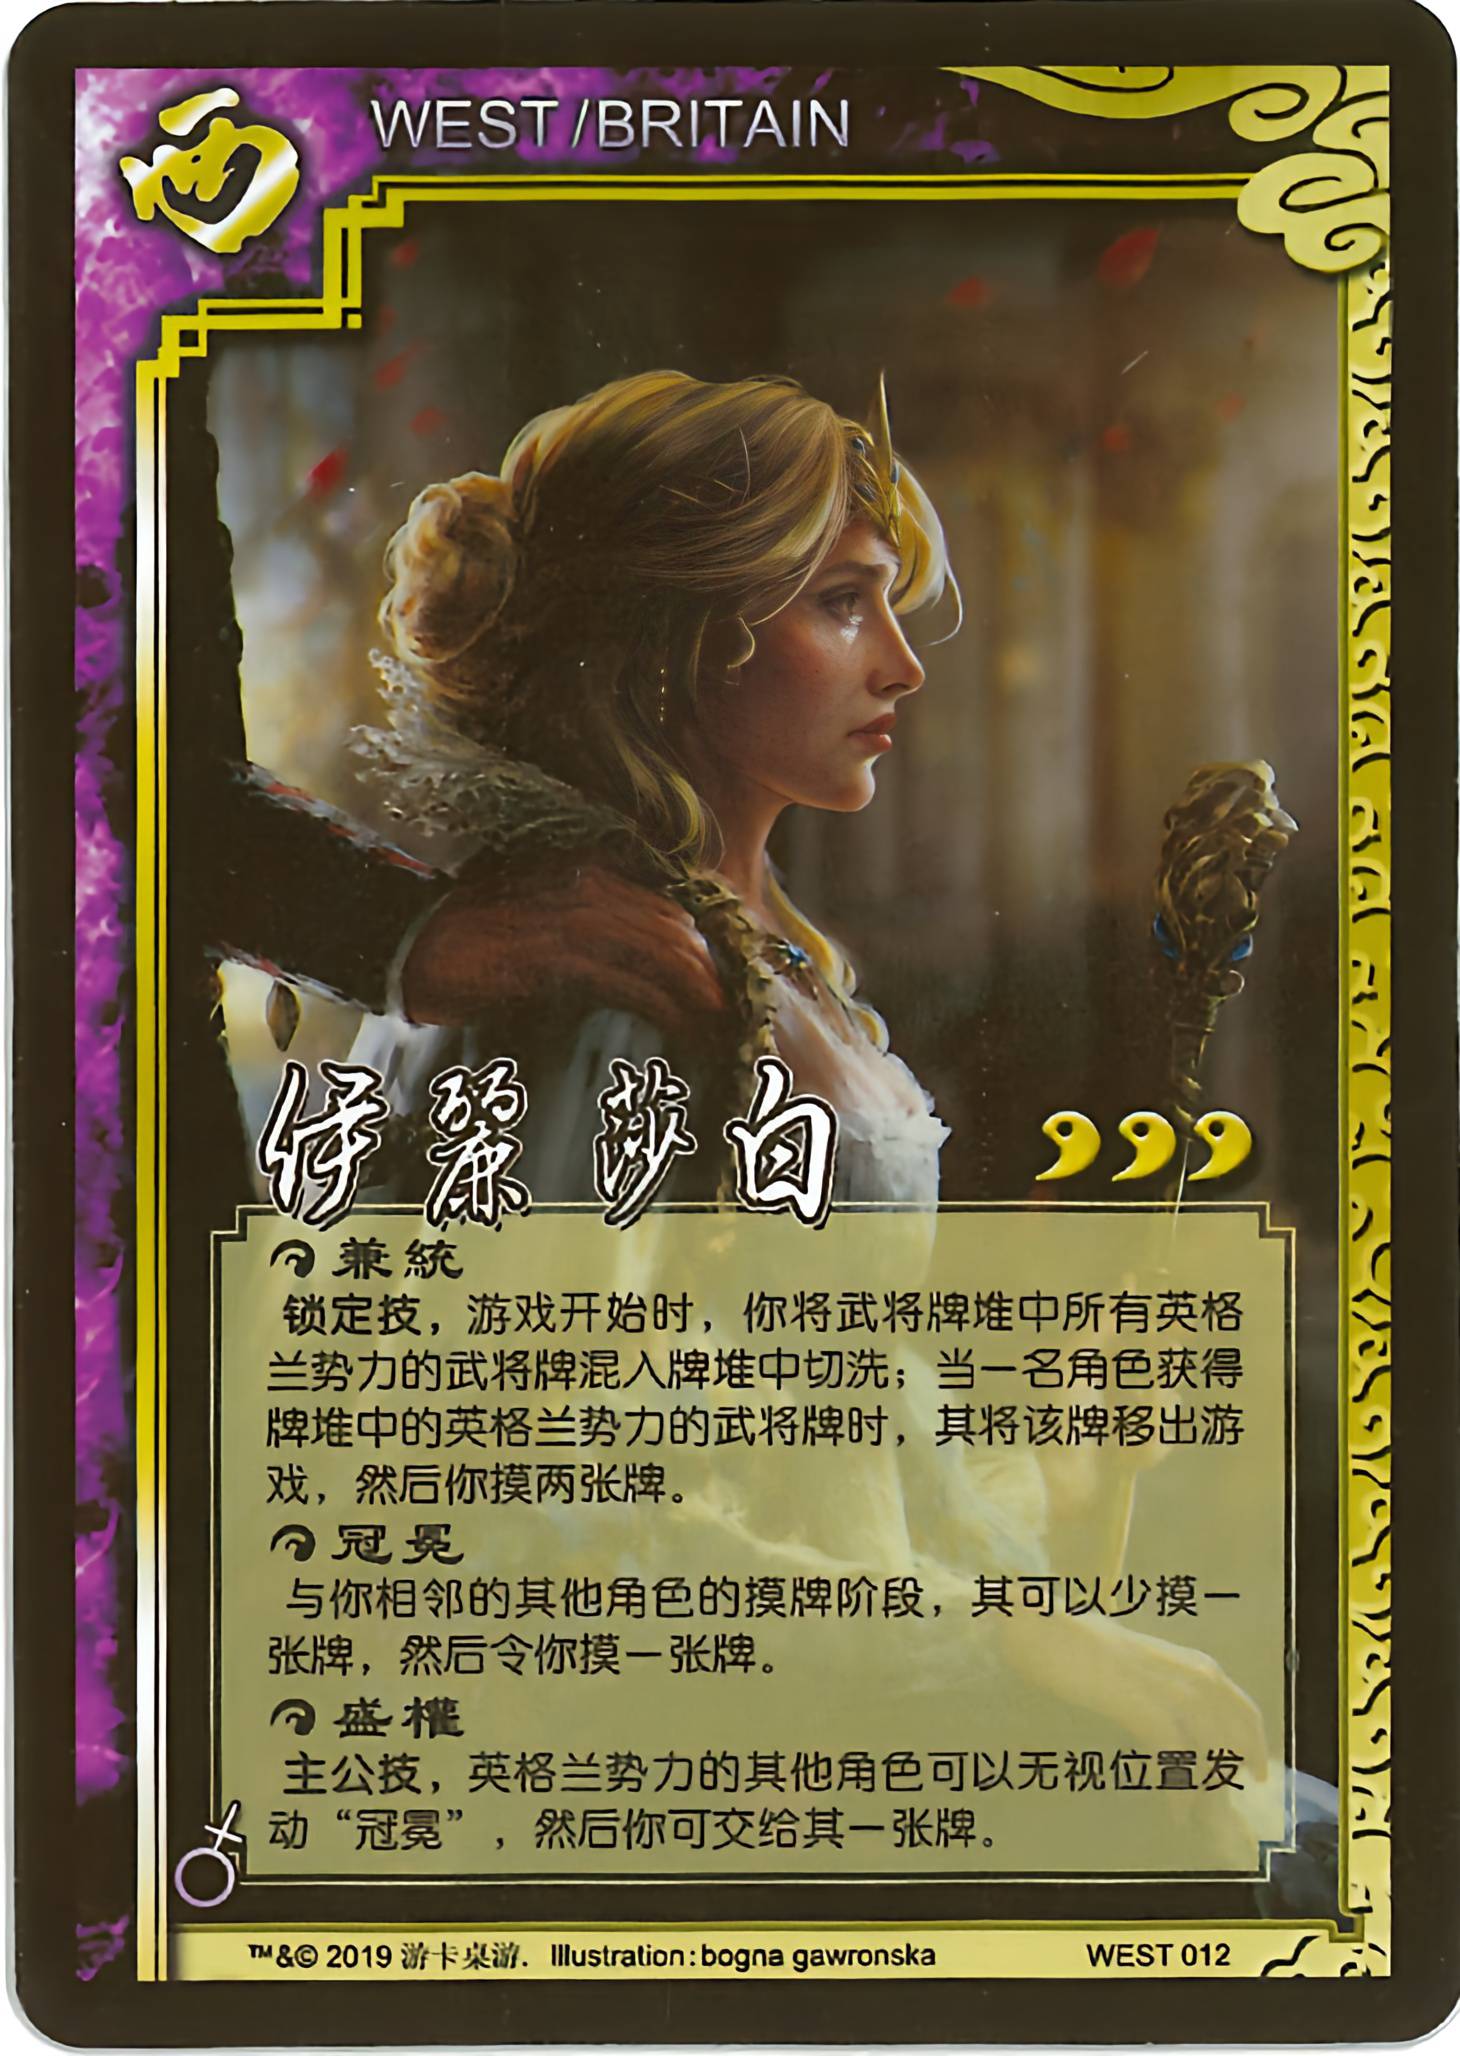 西
WEST /BRITAIN
伊麗莎白
兼統
锁定技，游戏开始时，你将武将牌堆中所有英格
兰势力的武将牌混入牌堆中切洗；当一名角色获得
牌堆中的英格兰势力的武将牌时，其将该牌移出游
戏，然后你摸两张牌。
冠冕
与你相邻的其他角色的摸牌阶段，其可以少摸一
张牌，然后令你摸一张牌。
盛權
主公技，英格兰势力的其他角色可以无视位置发
动“冠冕”，然后你可交给其一张牌。
™&© 2019 游卡桌游. Illustration:bogna gawronska
WEST 012